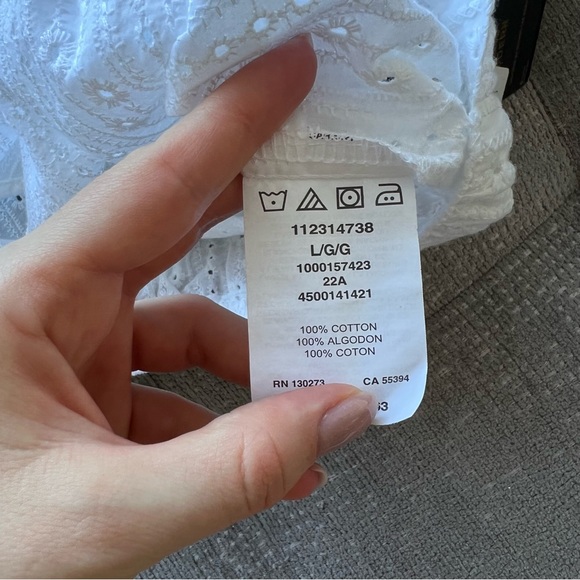 112314738
L/G/G
1000157423
22A
4500141421
100% COTTON
100% ALGODON
100% COTON
RN 130273 CA 55394